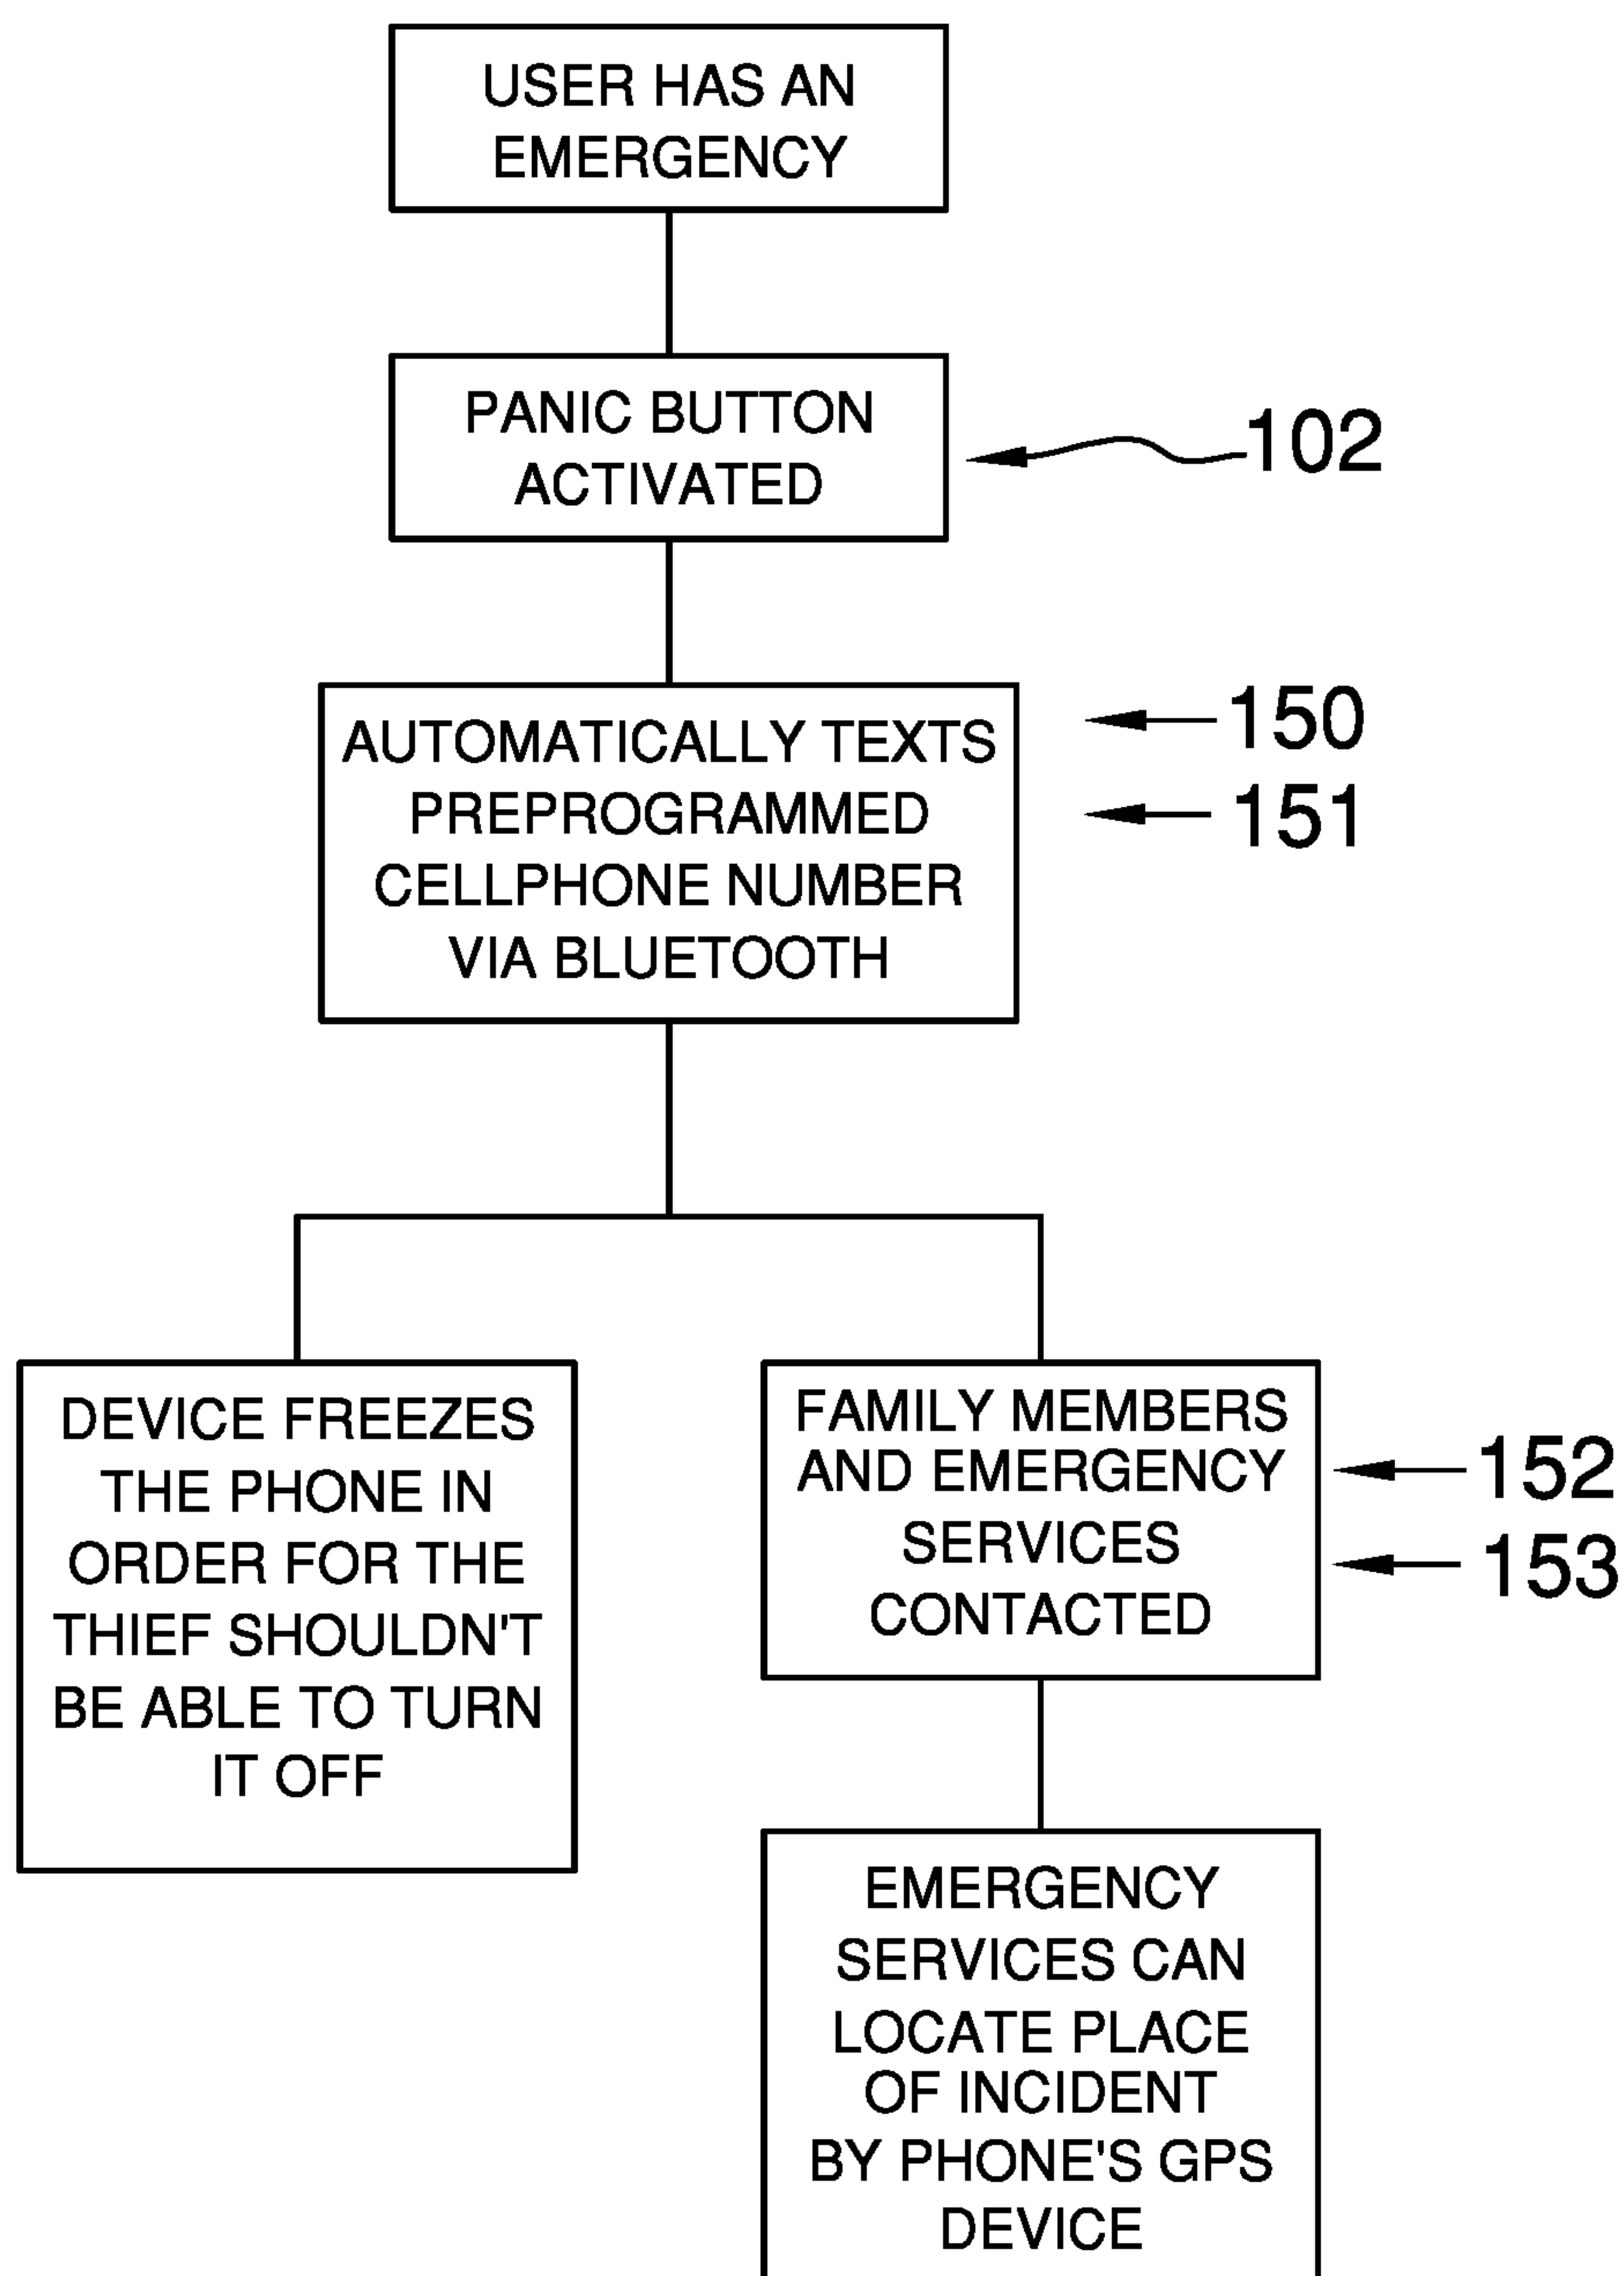 USER HAS AN
EMERGENCY
PANIC BUTTON
ACTIVATED
102
AUTOMATICALLY TEXTS
PREPROGRAMMED
CELLPHONE NUMBER
VIA BLUETOOTH
150
151
DEVICE FREEZES
THE PHONE IN
ORDER FOR THE
THIEF SHOULDN'T
BE ABLE TO TURN
IT OFF
FAMILY MEMBERS
AND EMERGENCY
SERVICES
CONTACTED
152
153
EMERGENCY
SERVICES CAN
LOCATE PLACE
OF INCIDENT
BY PHONE'S GPS
DEVICE